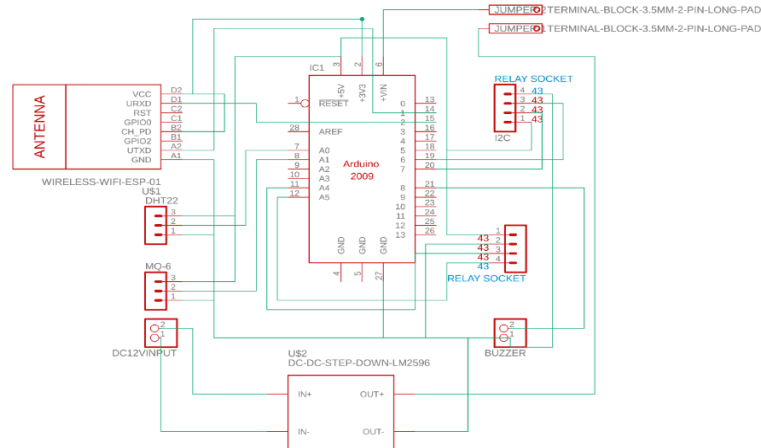 JUMPER 2TERMINAL-BLOCK-3.5MM-2-PIN-LONG-PAD
JUMPER 1TERMINAL-BLOCK-3.5MM-2-PIN-LONG-PAD
IC1
3 2 6
+5V +3V3 +VIN
1 RESET
28 AREF
7 A0
8 A1
9 A2
10 A3
11 A4
12 A5
Arduino
2009
0 13
1 14
2 15
3 16
4 17
5 18
6 19
7 20
8 21
9 22
10 23
11 24
12 25
13 26
GND GND GND
4 5 27
ANTENNA
VCC D2
URXD D1
RST C2
GPIO0 C1
CH_PD B2
GPIO2 B1
UTXD A2
GND A1
WIRELESS-WIFI-ESP-01
U$1
DHT22
3
2
1
MQ-6
3
2
1
2
1
DC12VINPUT
RELAY SOCKET
4 43
3 43
2 43
1 43
I2C
43 1
43 2
43 3
43 4
RELAY SOCKET
2
1
BUZZER
U$2
DC-DC-STEP-DOWN-LM2596
IN+ OUT+
IN- OUT-